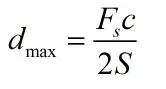 d_max = F_s c / 2S